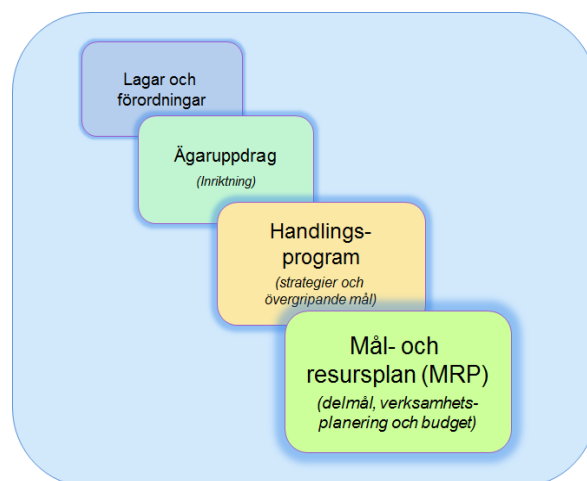 Lagar och
förordningar
Ägaruppdrag
(Inriktning)
Handlings-
program
(strategier och
övergripande mål)
Mål- och
resursplan (MRP)
(delmål, verksamhets-
planering och budget)